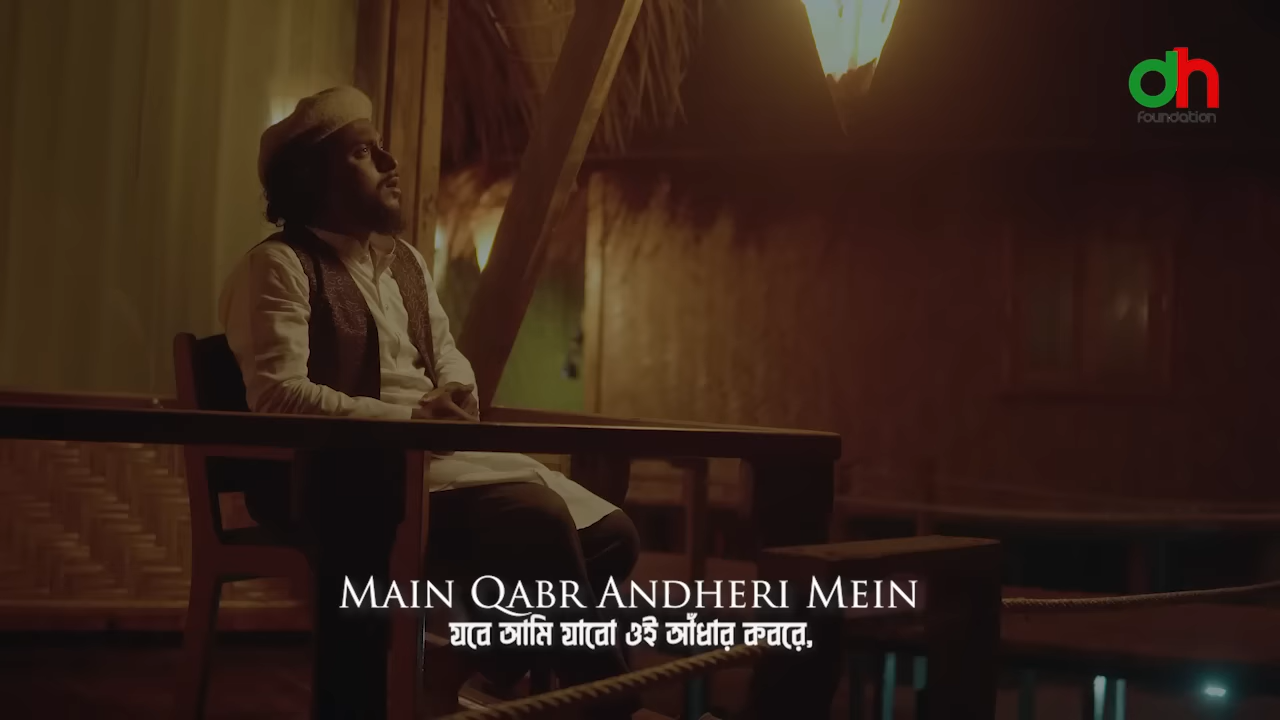 dh
foundation
Main Qabr Andheri Mein
যবে আমি যাবো ওই আঁধার কবরে,